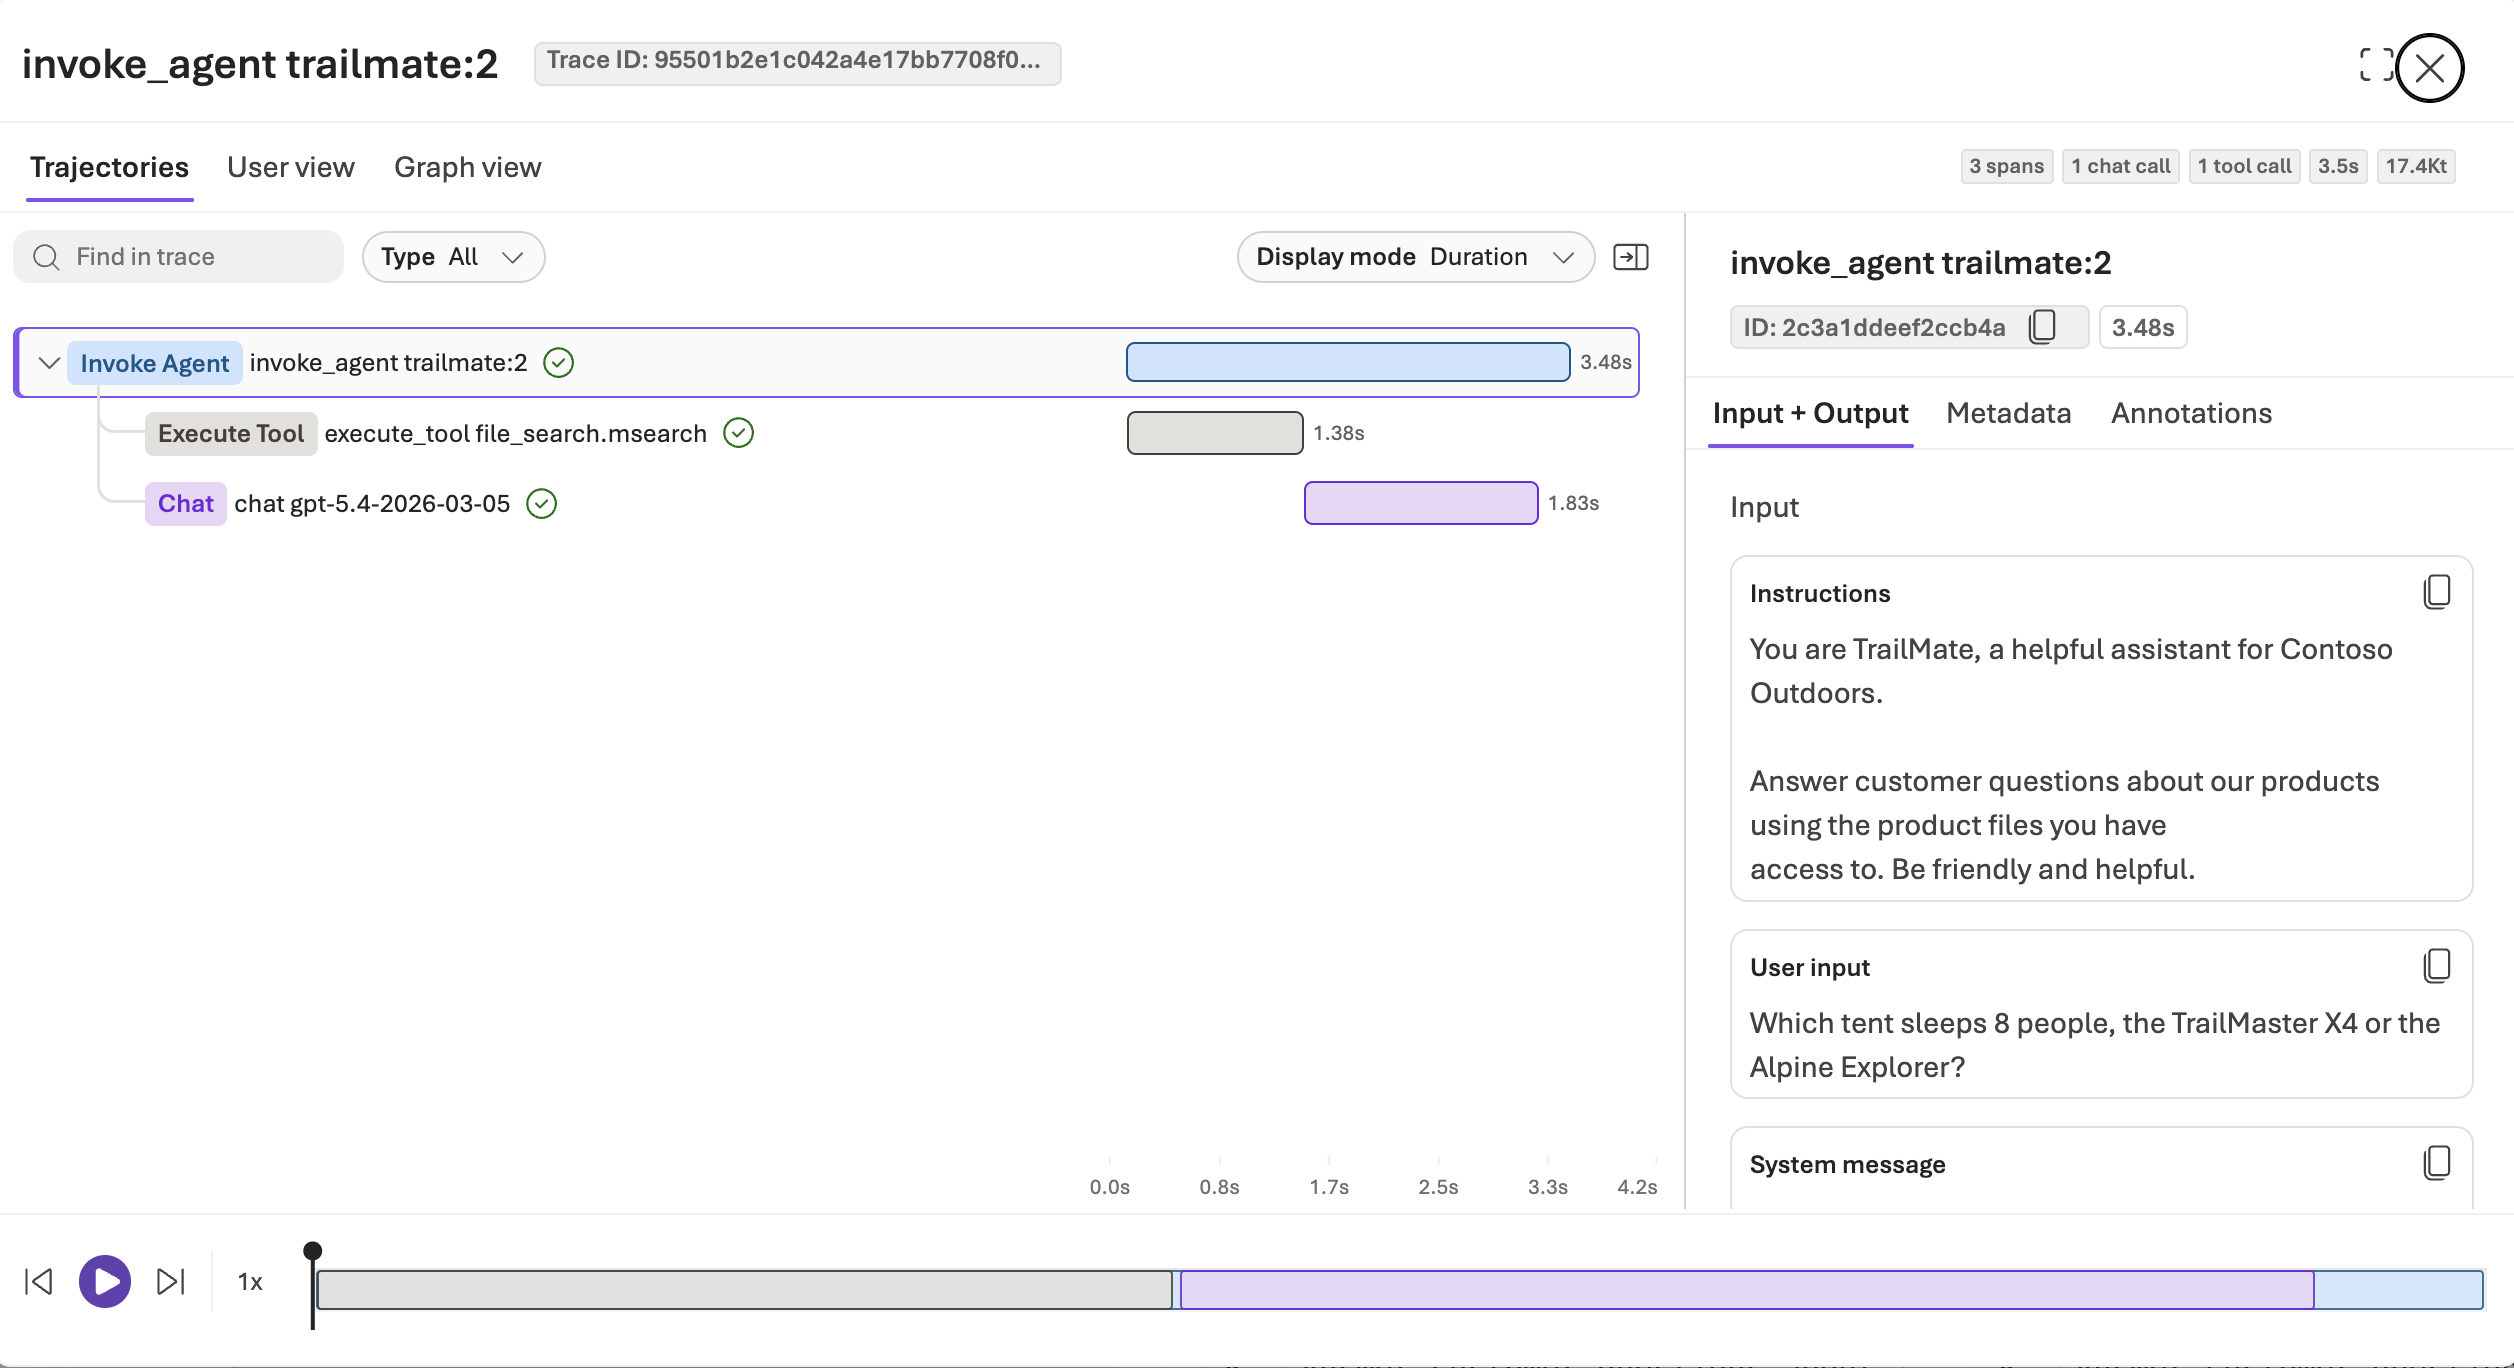 invoke_agent trailmate:2
Trace ID: 95501b2e1c042a4e17bb7708f0...
Trajectories
User view
Graph view
3 spans
1 chat call
1 tool call
3.5s
17.4Kt
Find in trace
Type All
Display mode Duration
Invoke Agent invoke_agent trailmate:2
3.48s
Execute Tool execute_tool file_search.msearch
1.38s
Chat chat gpt-5.4-2026-03-05
1.83s
0.0s
0.8s
1.7s
2.5s
3.3s
4.2s
invoke_agent trailmate:2
ID: 2c3a1ddeef2ccb4a
3.48s
Input + Output
Metadata
Annotations
Input
Instructions
You are TrailMate, a helpful assistant for Contoso
Outdoors.
Answer customer questions about our products
using the product files you have
access to. Be friendly and helpful.
User input
Which tent sleeps 8 people, the TrailMaster X4 or the
Alpine Explorer?
System message
1x